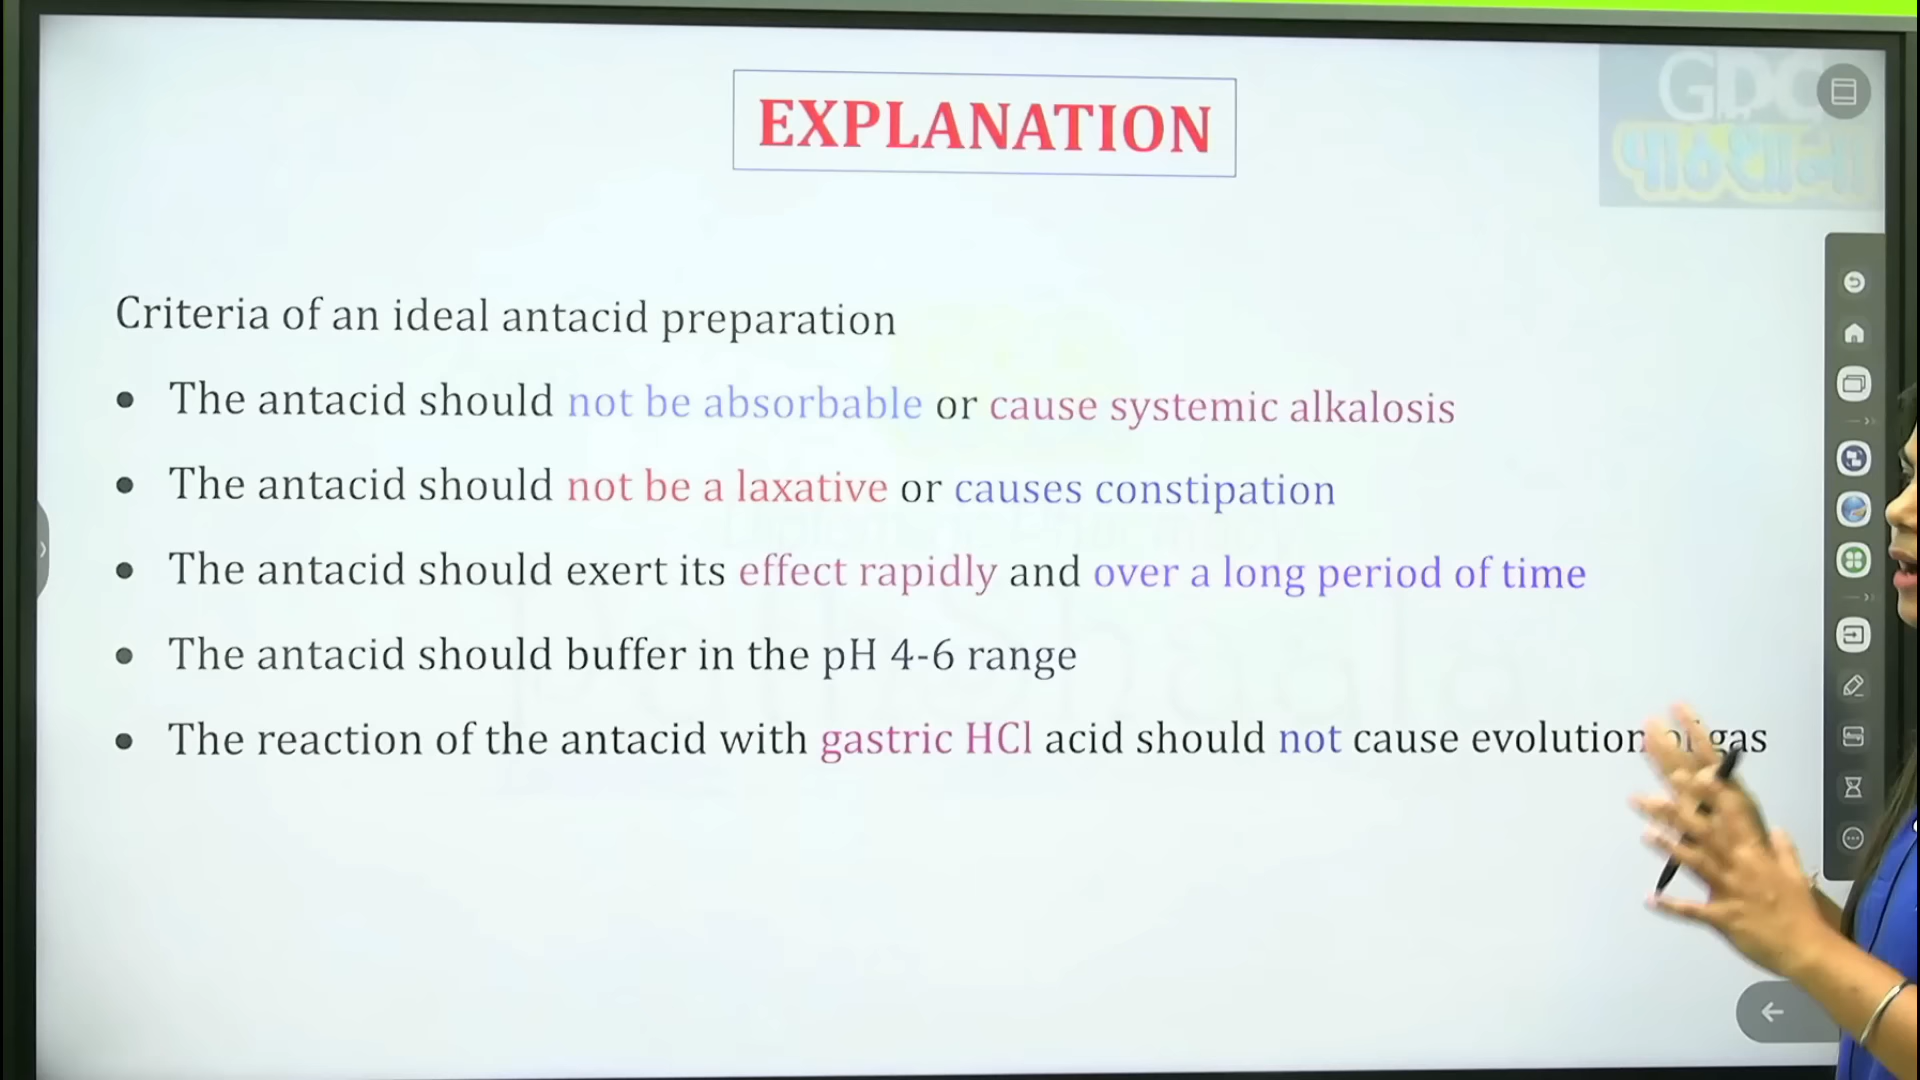 GDC
EXPLANATION
Criteria of an ideal antacid preparation
• The antacid should not be absorbable or cause systemic alkalosis
• The antacid should not be a laxative or causes constipation
• The antacid should exert its effect rapidly and over a long period of time
• The antacid should buffer in the pH 4-6 range
• The reaction of the antacid with gastric HCl acid should not cause evolution of gas